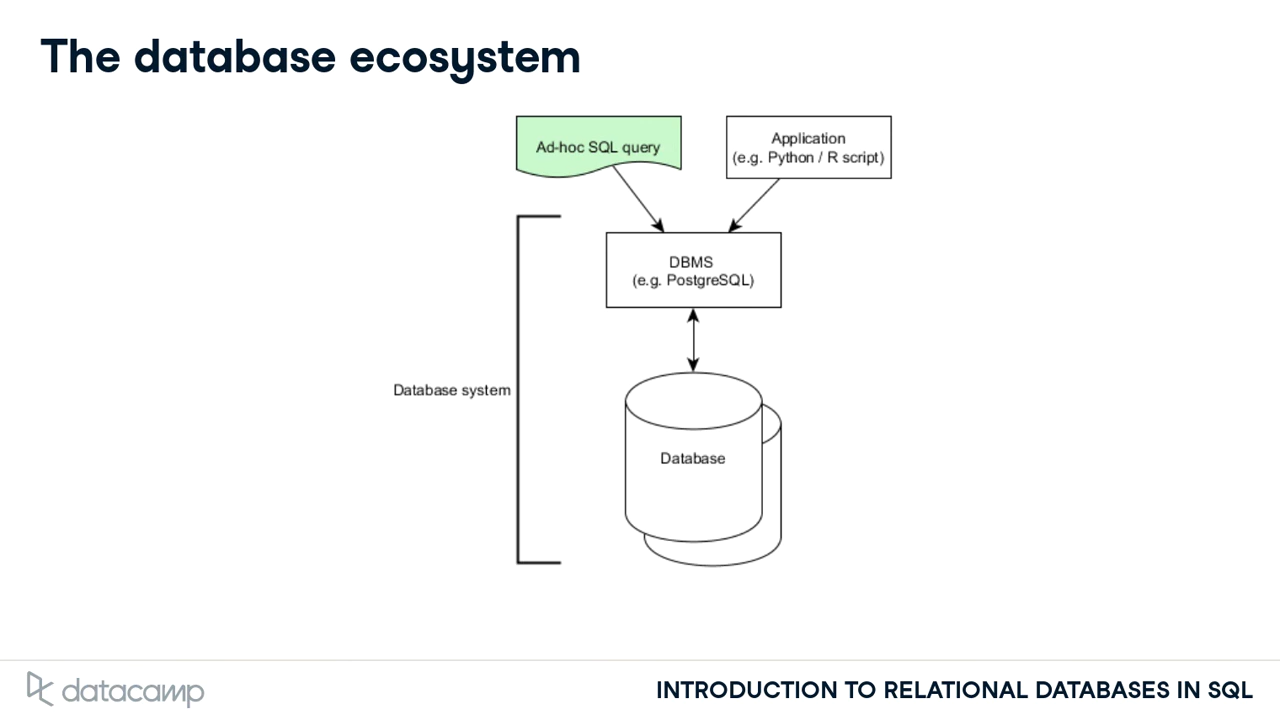 The database ecosystem
Ad-hoc SQL query
Application
(e.g. Python / R script)
DBMS
(e.g. PostgreSQL)
Database system
Database
datacamp
INTRODUCTION TO RELATIONAL DATABASES IN SQL